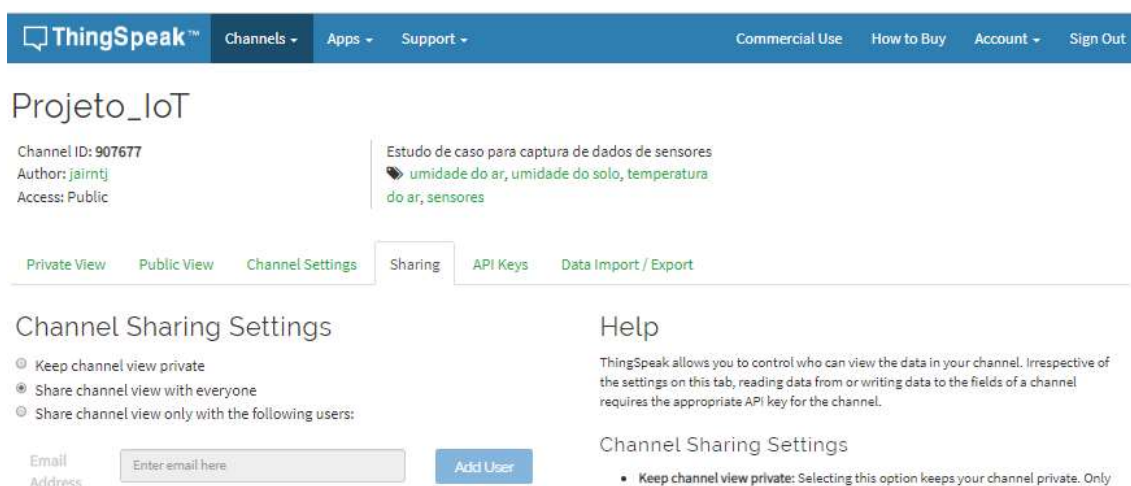 ThingSpeak™ Channels Apps Support Commercial Use How to Buy Account Sign Out
Projeto_IoT
Channel ID: 907677
Author: jairntj
Access: Public
Estudo de caso para captura de dados de sensores
umidade do ar, umidade do solo, temperatura
do ar, sensores
Private View Public View Channel Settings Sharing API Keys Data Import / Export
Channel Sharing Settings
Keep channel view private
Share channel view with everyone
Share channel view only with the following users:
Email
Address
Enter email here
Add User
Help
ThingSpeak allows you to control who can view the data in your channel. Irrespective of
the settings on this tab, reading data from or writing data to the fields of a channel
requires the appropriate API key for the channel.
Channel Sharing Settings
• Keep channel view private: Selecting this option keeps your channel private. Only